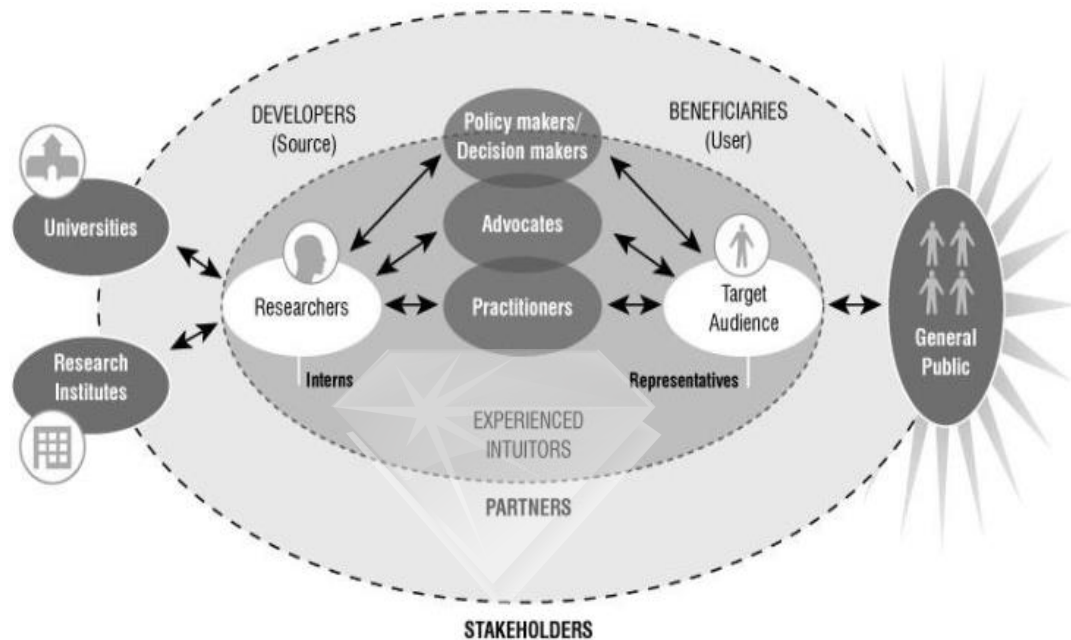 DEVELOPERS
(Source)
Policy makers/
Decision makers
BENEFICIARIES
(User)
Universities
Advocates
Researchers
Practitioners
Target
Audience
General
Public
Research
Institutes
Interns
Representatives
EXPERIENCED
INTUITORS
PARTNERS
STAKEHOLDERS